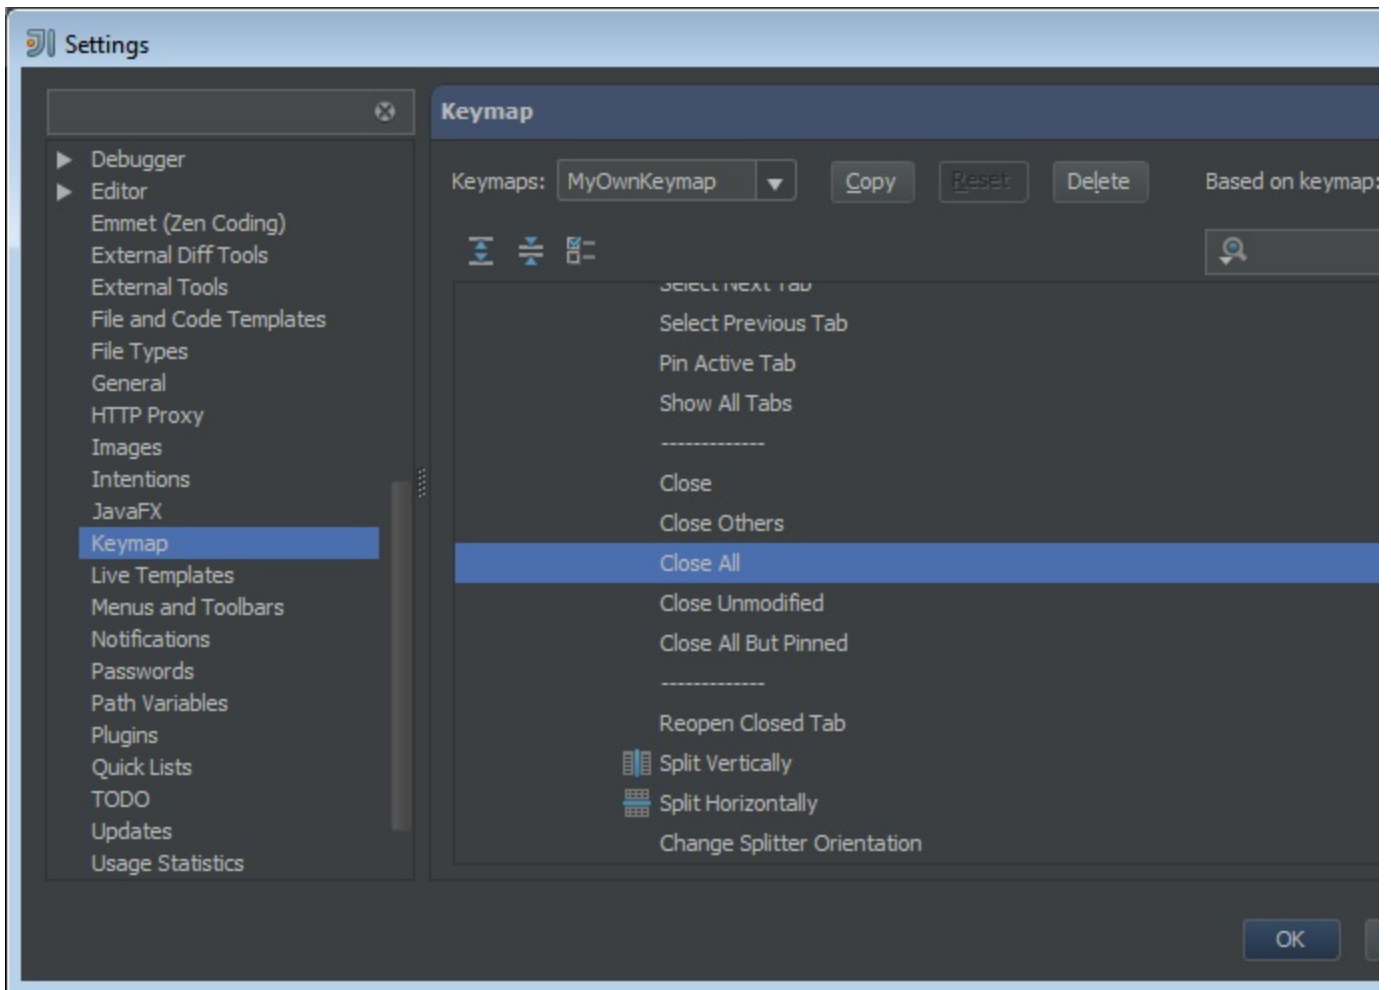 Settings
Keymap
Debugger
Editor
Emmet (Zen Coding)
External Diff Tools
External Tools
File and Code Templates
File Types
General
HTTP Proxy
Images
Intentions
JavaFX
Keymap
Live Templates
Menus and Toolbars
Notifications
Passwords
Path Variables
Plugins
Quick Lists
TODO
Updates
Usage Statistics
Keymaps: MyOwnKeymap Copy Reset Delete Based on keymap:
Select Next Tab
Select Previous Tab
Pin Active Tab
Show All Tabs
-------------
Close
Close Others
Close All
Close Unmodified
Close All But Pinned
-------------
Reopen Closed Tab
Split Vertically
Split Horizontally
Change Splitter Orientation
OK